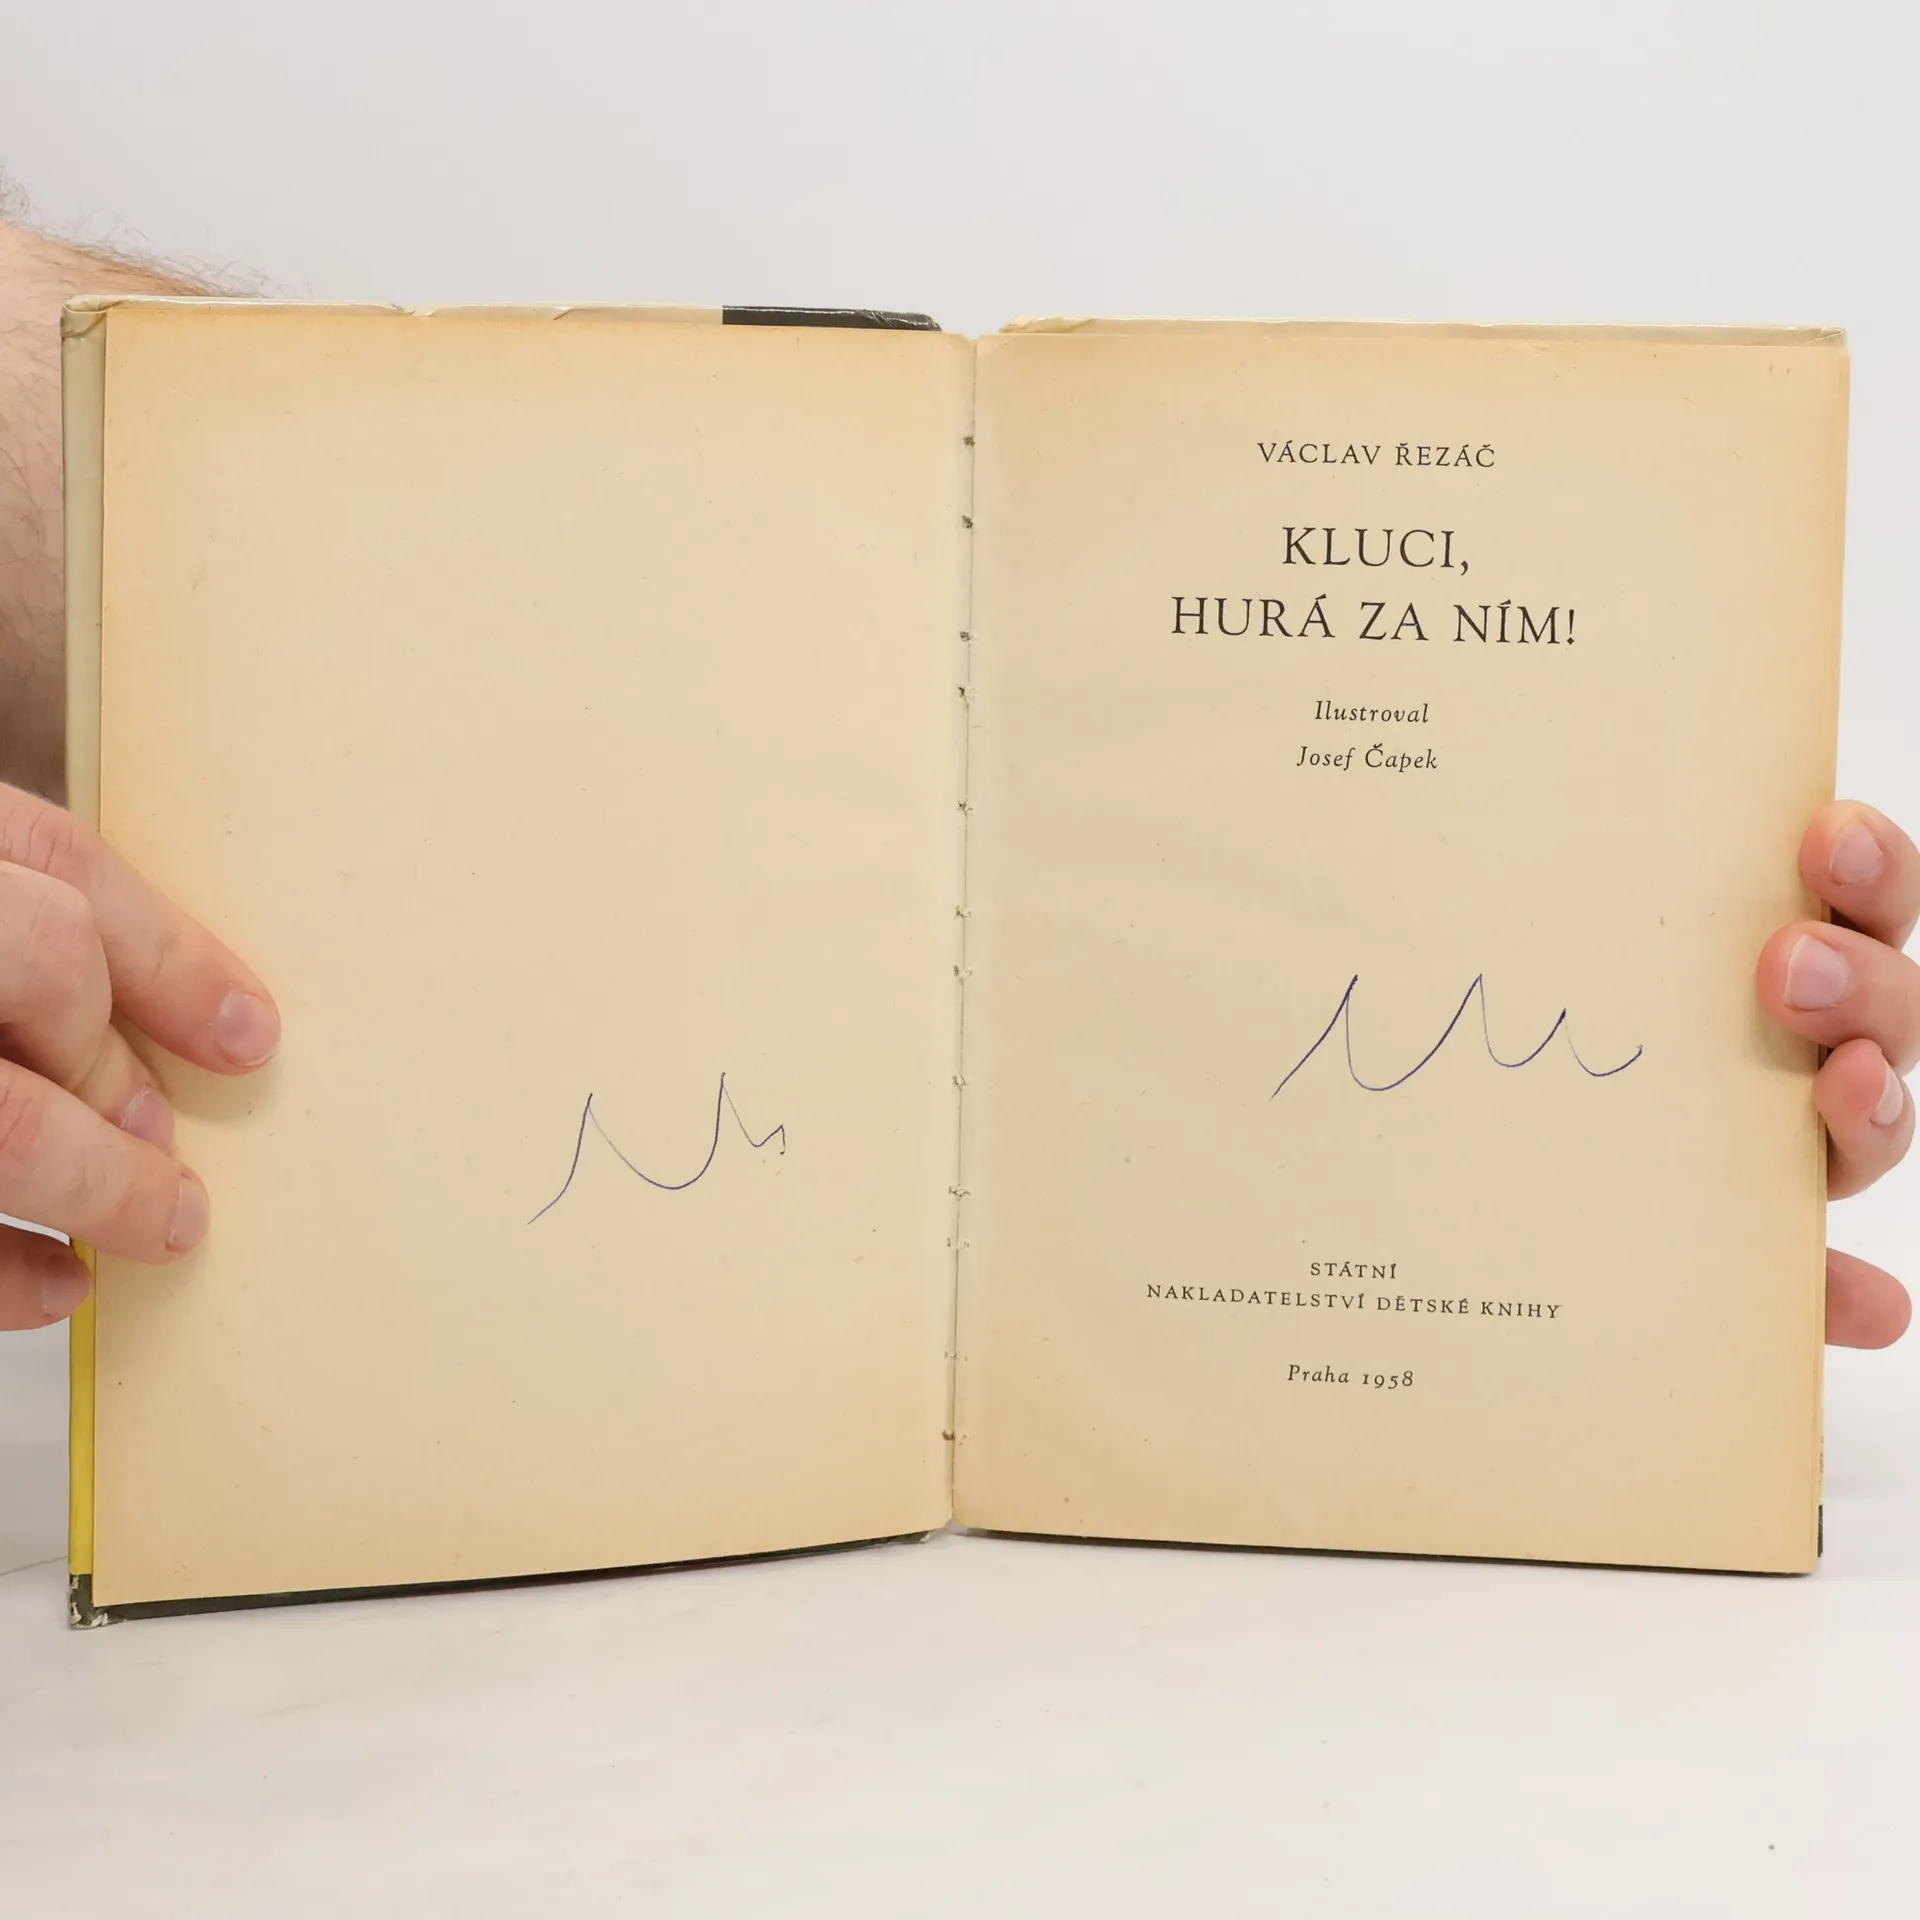 VÁCLAV ŘEZÁČ
KLUCI,
HURÁ ZA NÍM!
Ilustroval
Josef Čapek
STÁTNÍ
NAKLADATELSTVÍ DĚTSKÉ KNIHY
Praha 1958